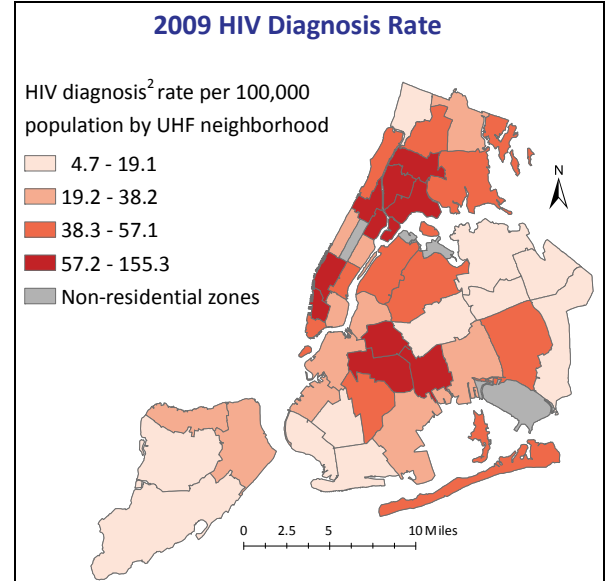 2009 HIV Diagnosis Rate
HIV diagnosis² rate per 100,000
population by UHF neighborhood
4.7 - 19.1
19.2 - 38.2
38.3 - 57.1
57.2 - 155.3
Non-residential zones
N
0 2.5 5 10 Miles